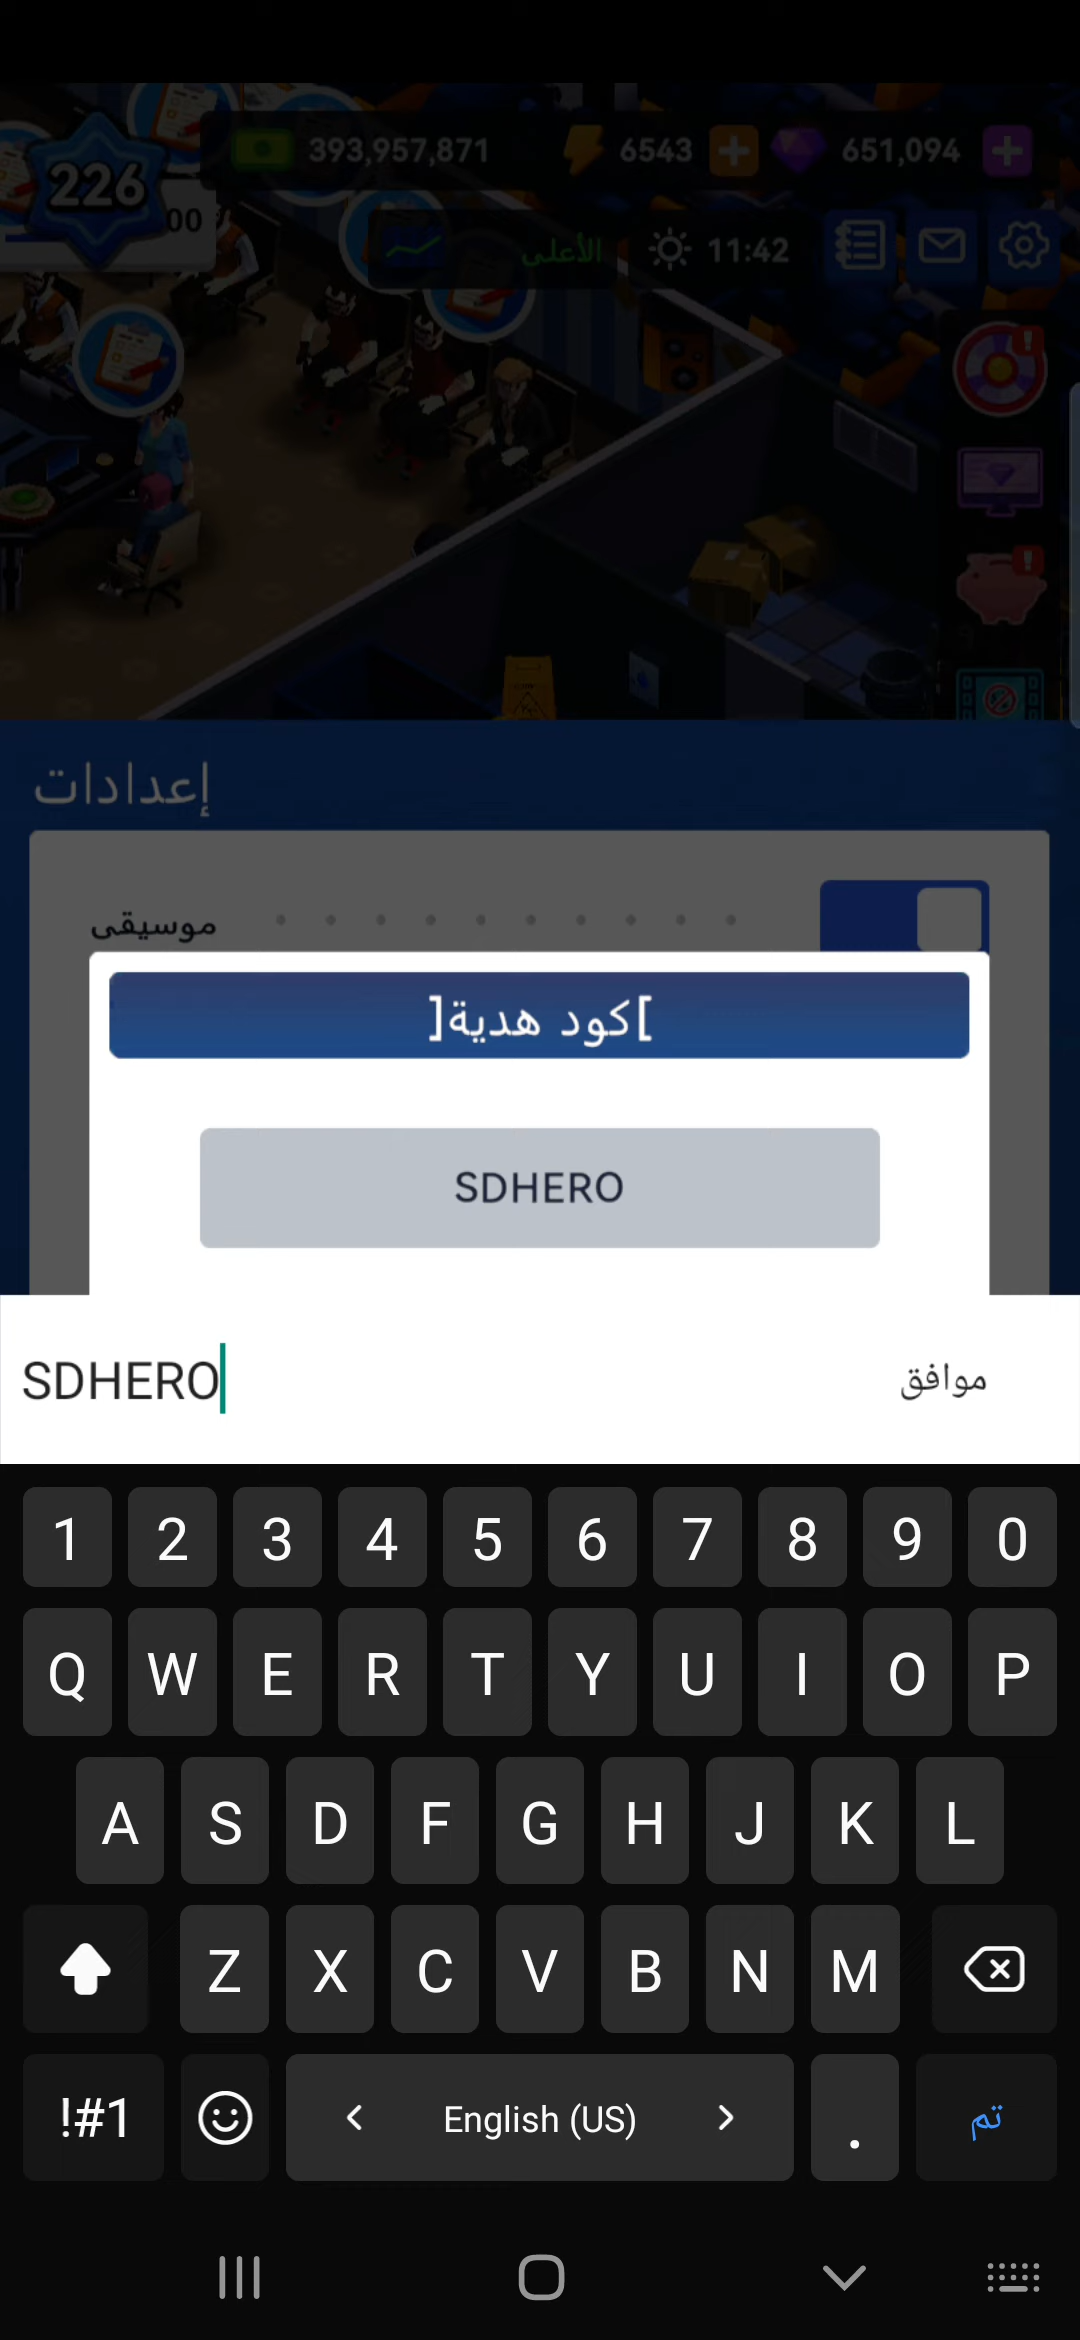 226
393,957,871
6543
651,094
00
الأعلى
11:42
إعدادات
موسيقى
]كود هدية[
SDHERO
SDHERO
موافق
1 2 3 4 5 6 7 8 9 0
Q W E R T Y U I O P
A S D F G H J K L
Z X C V B N M
!#1
< English (US) >
.
تم